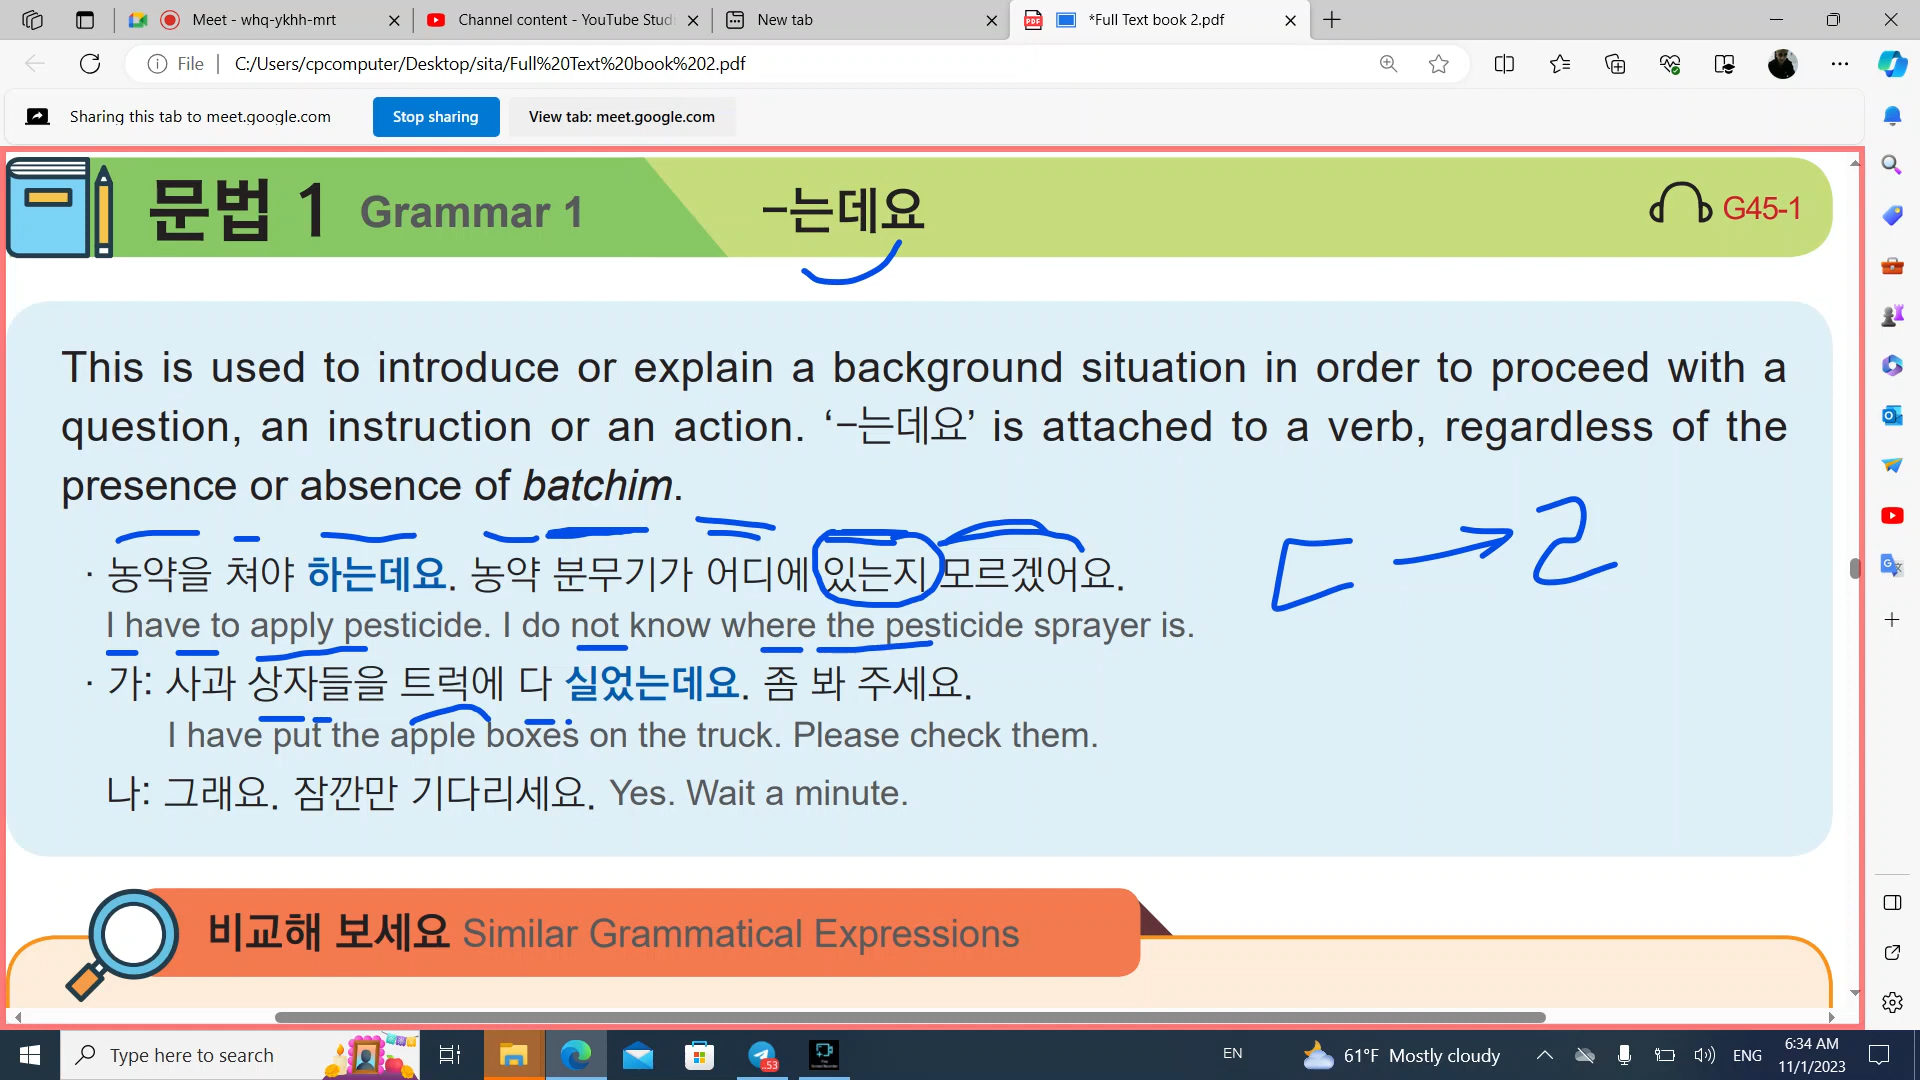 Meet - whq-ykhh-mrt
Channel content - YouTube Studi
New tab
*Full Text book 2.pdf
File
C:/Users/cpcomputer/Desktop/sita/Full%20Text%20book%202.pdf
Sharing this tab to meet.google.com
Stop sharing
View tab: meet.google.com
문법 1 Grammar 1 -는데요
G45-1
This is used to introduce or explain a background situation in order to proceed with a
question, an instruction or an action. ‘-는데요’ is attached to a verb, regardless of the
presence or absence of batchim.
· 농약을 쳐야 하는데요. 농약 분무기가 어디에 있는지 모르겠어요.
I have to apply pesticide. I do not know where the pesticide sprayer is.
· 가: 사과 상자들을 트럭에 다 실었는데요. 좀 봐 주세요.
I have put the apple boxes on the truck. Please check them.
나: 그래요. 잠깐만 기다리세요. Yes. Wait a minute.
ㄷ → ㄹ
비교해 보세요 Similar Grammatical Expressions
Type here to search
.53
EN
61°F Mostly cloudy
ENG
6:34 AM
11/1/2023